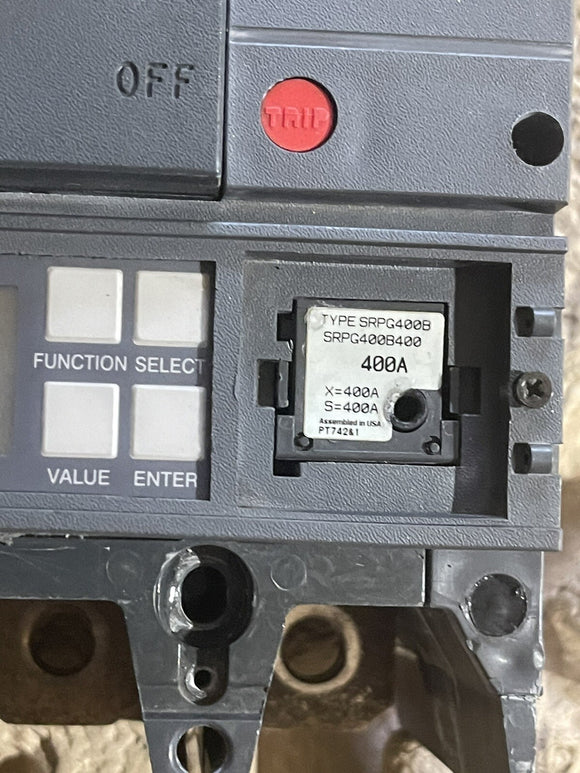 OFF
TRIP
FUNCTION SELECT
VALUE ENTER
TYPE SRPG400B
SRPG400B400
400A
X=400A
S=400A
Assembled in USA
PT742&1